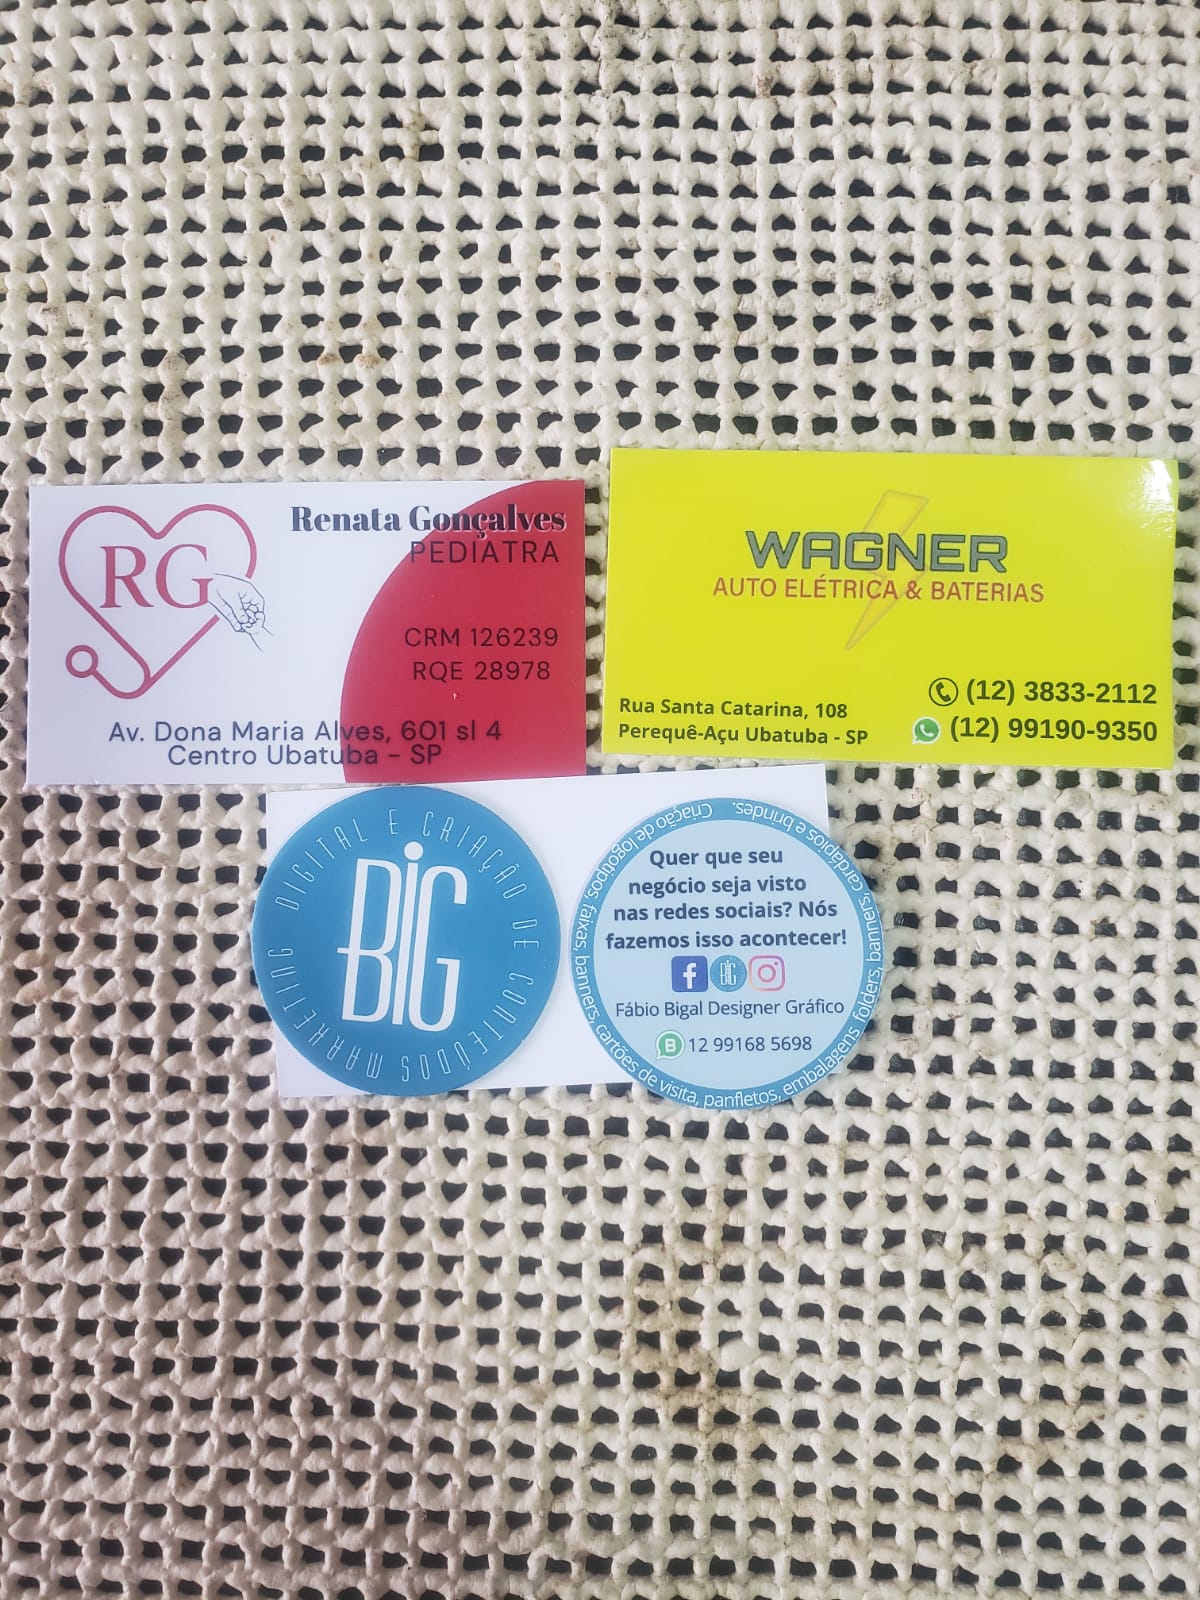 RG
Renata Gonçalves
PEDIATRA
CRM 126239
RQE 28978
Av. Dona Maria Alves, 601 sl 4
Centro Ubatuba - SP
WAGNER
AUTO ELÉTRICA & BATERIAS
Rua Santa Catarina, 108
Perequê-Açu Ubatuba - SP
(12) 3833-2112
(12) 99190-9350
MARKETING DIGITAL E CRIAÇÃO DE CONTEÚDOS
BIG
Criação de logotipos, faixas, banners, cartões de visita, panfletos, embalagens folders, banners, cardápios e brindes.
Quer que seu
negócio seja visto
nas redes sociais? Nós
fazemos isso acontecer!
BIG
Fábio Bigal Designer Gráfico
12 99168 5698